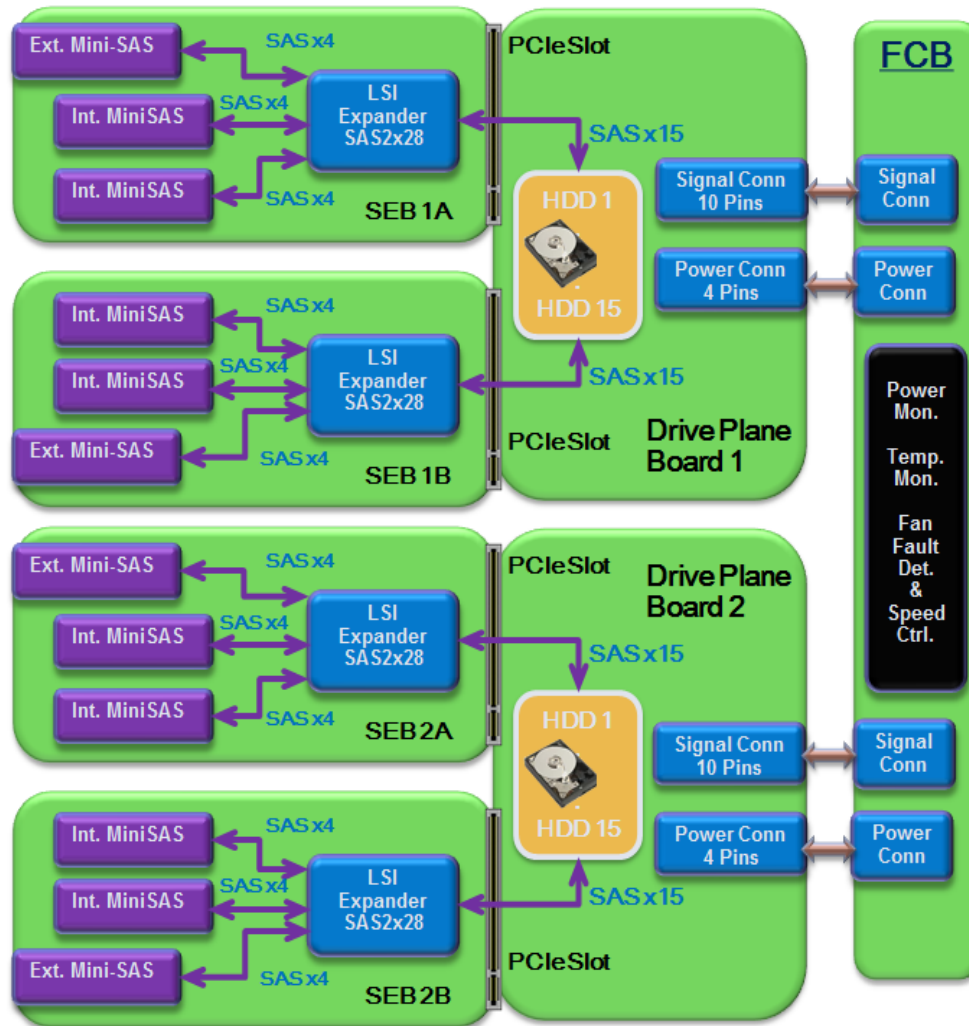 Ext. Mini-SAS
SAS x4
PCIe Slot
FCB
LSI
Expander
SAS2x28
Int. MiniSAS
SAS x4
SAS x15
Int. MiniSAS
SAS x4
SEB 1A
HDD 1
HDD 15
Signal Conn
10 Pins
Signal
Conn
Power Conn
4 Pins
Power
Conn
Int. MiniSAS
SAS x4
LSI
Expander
SAS2x28
Int. MiniSAS
SAS x4
SAS x15
Ext. Mini-SAS
SAS x4
SEB 1B
PCIe Slot
Drive Plane
Board 1
Power
Mon.
Temp.
Mon.
Fan
Fault
Det.
&
Speed
Ctrl.
Ext. Mini-SAS
SAS x4
PCIe Slot
Drive Plane
Board 2
LSI
Expander
SAS2x28
Int. MiniSAS
SAS x4
SAS x15
Int. MiniSAS
SAS x4
SEB 2A
HDD 1
HDD 15
Signal Conn
10 Pins
Signal
Conn
Power Conn
4 Pins
Power
Conn
Int. MiniSAS
SAS x4
LSI
Expander
SAS2x28
Int. MiniSAS
SAS x4
SAS x15
Ext. Mini-SAS
SAS x4
SEB 2B
PCIe Slot